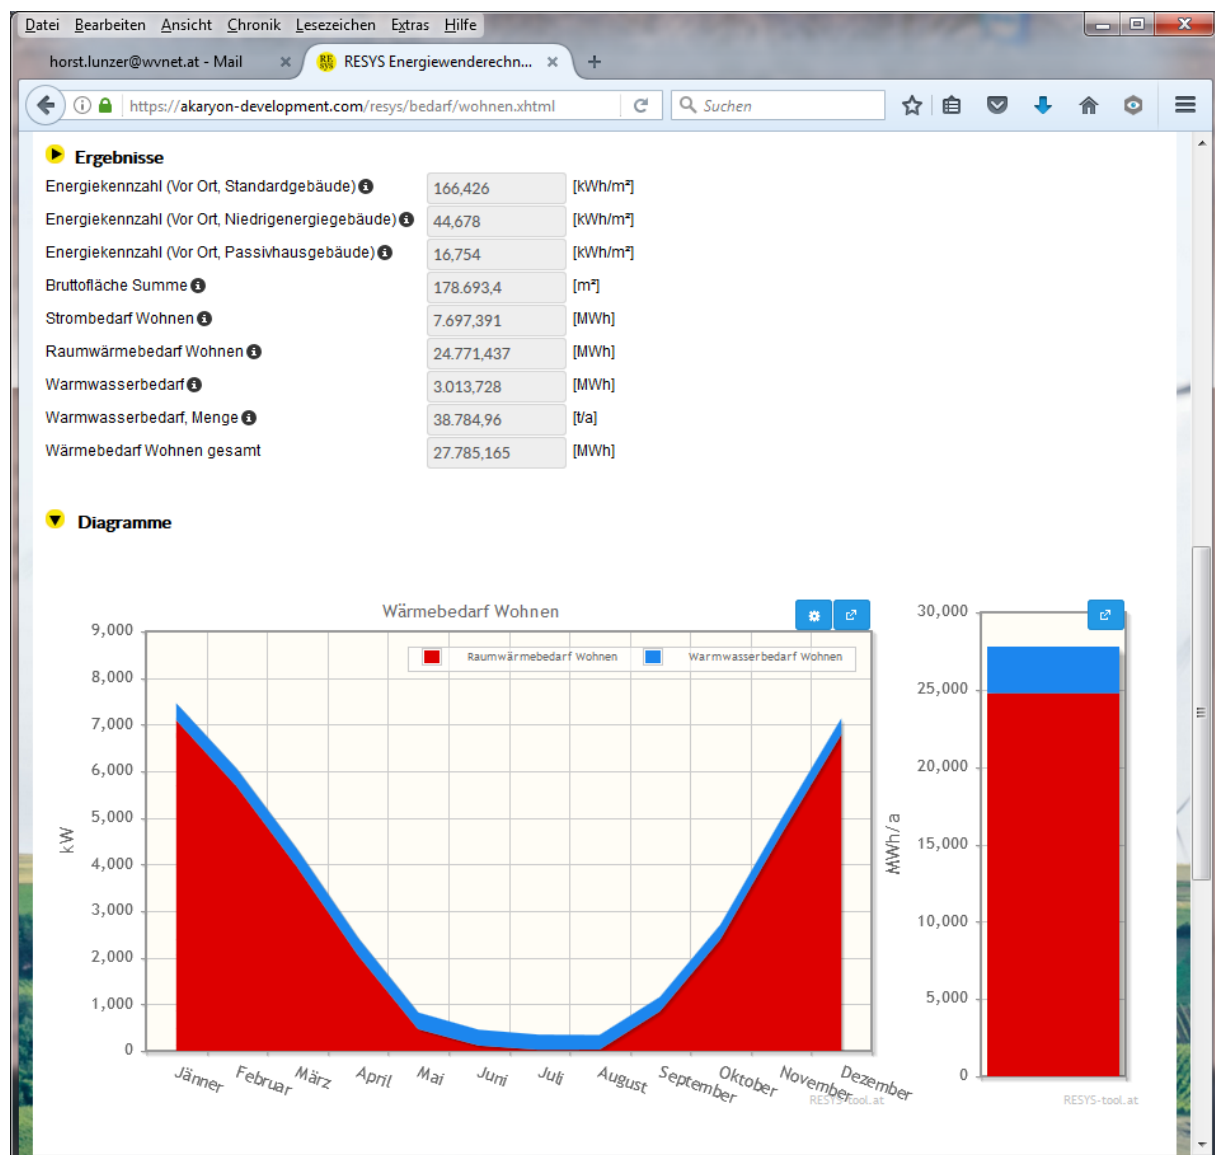 Datei Bearbeiten Ansicht Chronik Lesezeichen Extras Hilfe
horst.lunzer@wvnet.at - Mail × RESYS Energiewenderechn... × +
https://akaryon-development.com/resys/bedarf/wohnen.xhtml Suchen
Ergebnisse
Energiekennzahl (Vor Ort, Standardgebäude) 166,426 [kWh/m²]
Energiekennzahl (Vor Ort, Niedrigenergiegebäude) 44,678 [kWh/m²]
Energiekennzahl (Vor Ort, Passivhausgebäude) 16,754 [kWh/m²]
Bruttofläche Summe 178.693,4 [m²]
Strombedarf Wohnen 7.697,391 [MWh]
Raumwärmebedarf Wohnen 24.771,437 [MWh]
Warmwasserbedarf 3.013,728 [MWh]
Warmwasserbedarf, Menge 38.784,96 [t/a]
Wärmebedarf Wohnen gesamt 27.785,165 [MWh]
Diagramme
Wärmebedarf Wohnen
Raumwärmebedarf Wohnen Warmwasserbedarf Wohnen
9,000
8,000
7,000
6,000
5,000
4,000
3,000
2,000
1,000
0
kW
Jänner Februar März April Mai Juni Juli August September Oktober November Dezember
RESYS-tool.at
30,000
25,000
20,000
15,000
10,000
5,000
0
MWh/a
RESYS-tool.at